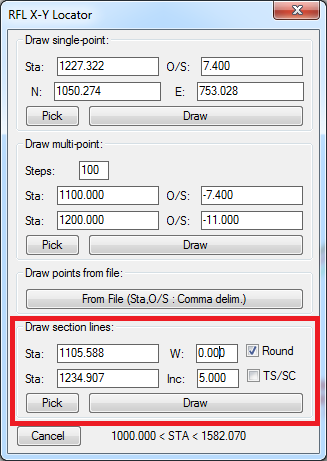 RFL X-Y Locator
Draw single-point:
Sta: 1227.322 O/S: 7.400
N: 1050.274 E: 753.028
Pick Draw
Draw multi-point:
Steps: 100
Sta: 1100.000 O/S: -7.400
Sta: 1200.000 O/S: -11.000
Pick Draw
Draw points from file:
From File (Sta,O/S : Comma delim.)
Draw section lines:
Sta: 1105.588 W: 0.000 Round
Sta: 1234.907 Inc: 5.000 TS/SC
Pick Draw
Cancel 1000.000 < STA < 1582.070